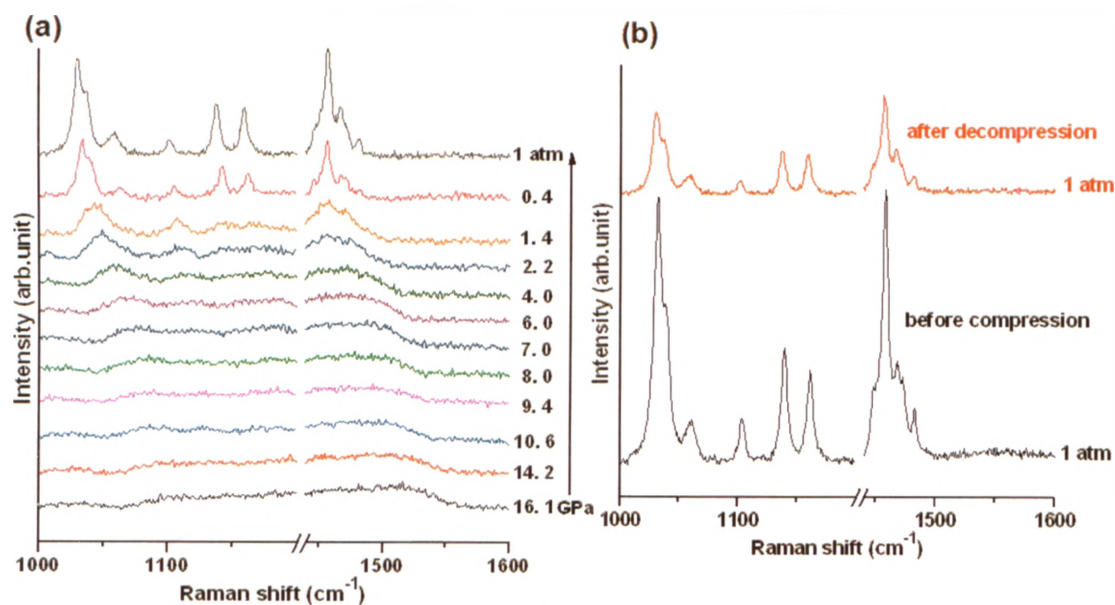 (a)
Intensity (arb.unit)
1 atm
0.4
1.4
2.2
4.0
6.0
7.0
8.0
9.4
10.6
14.2
16.1 GPa
1000 1100 1500 1600
Raman shift (cm-1)
(b)
Intensity (arb.unit)
after decompression
1 atm
before compression
1 atm
1000 1100 1500 1600
Raman shift (cm-1)